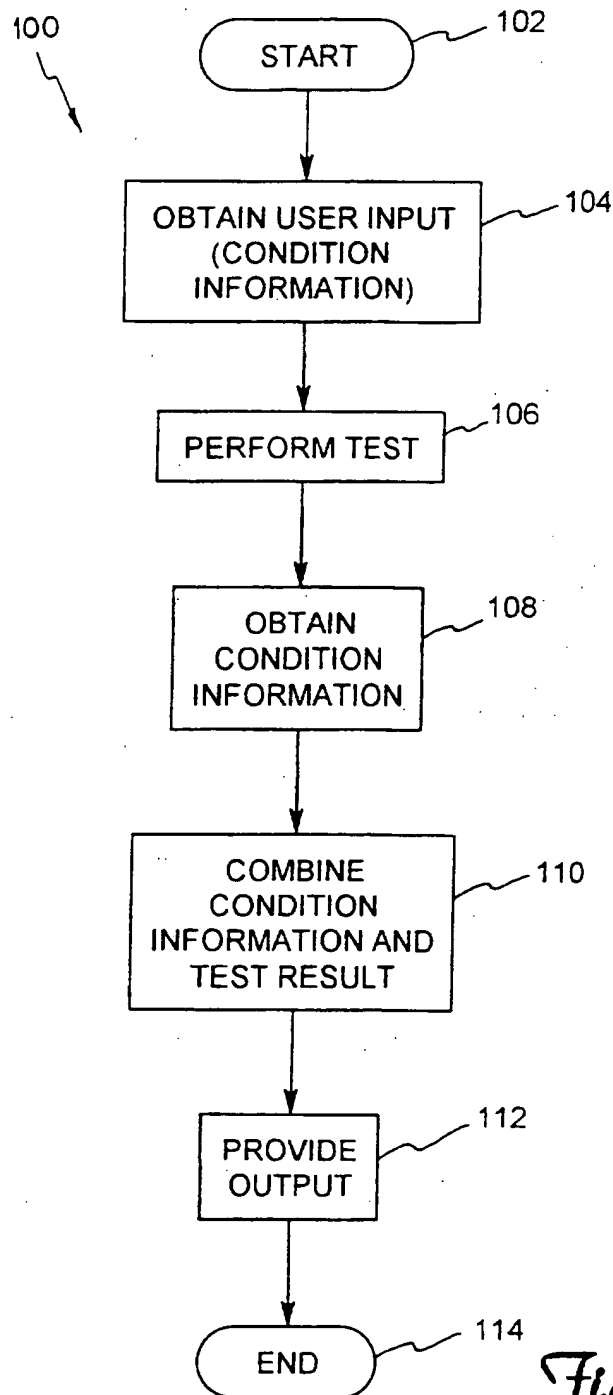 100
START
102
OBTAIN USER INPUT
(CONDITION
INFORMATION)
104
PERFORM TEST
106
OBTAIN
CONDITION
INFORMATION
108
COMBINE
CONDITION
INFORMATION AND
TEST RESULT
110
PROVIDE
OUTPUT
112
END
114